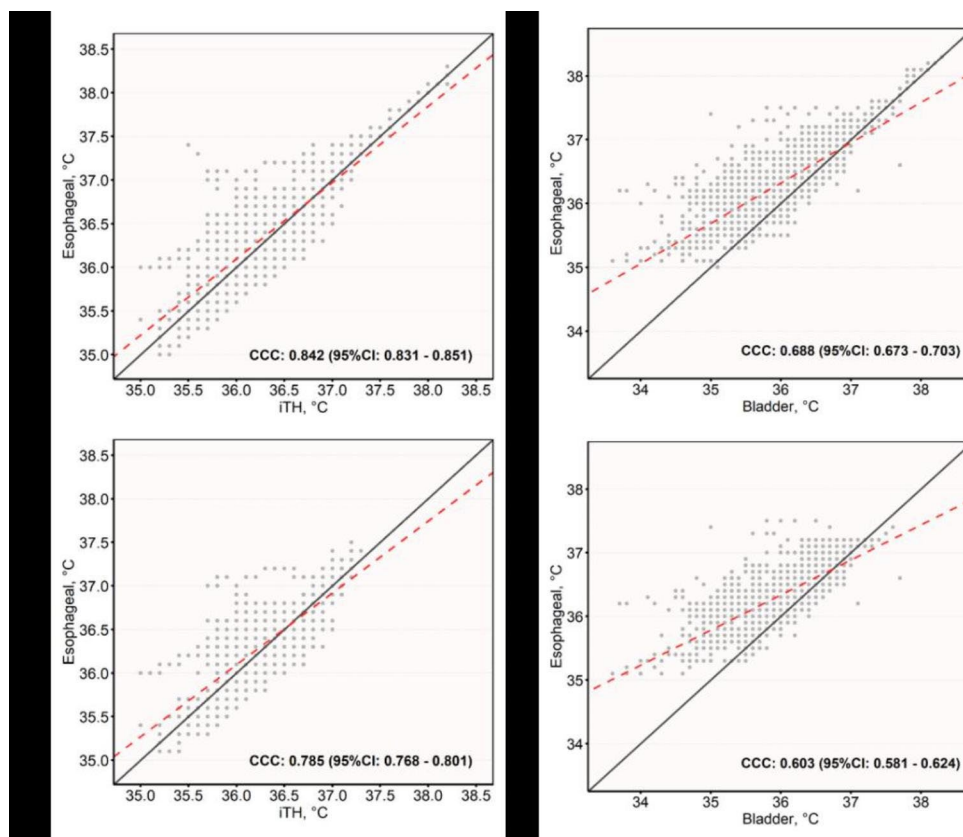 38.5
38.0
37.5
37.0
36.5
36.0
35.5
35.0
Esophageal, °C
CCC: 0.842 (95%CI: 0.831 - 0.851)
35.0 35.5 36.0 36.5 37.0 37.5 38.0 38.5
iTH, °C
38
37
36
35
34
Esophageal, °C
CCC: 0.688 (95%CI: 0.673 - 0.703)
34 35 36 37 38
Bladder, °C
38.5
38.0
37.5
37.0
36.5
36.0
35.5
35.0
Esophageal, °C
CCC: 0.785 (95%CI: 0.768 - 0.801)
35.0 35.5 36.0 36.5 37.0 37.5 38.0 38.5
iTH, °C
38
37
36
35
34
Esophageal, °C
CCC: 0.603 (95%CI: 0.581 - 0.624)
34 35 36 37 38
Bladder, °C